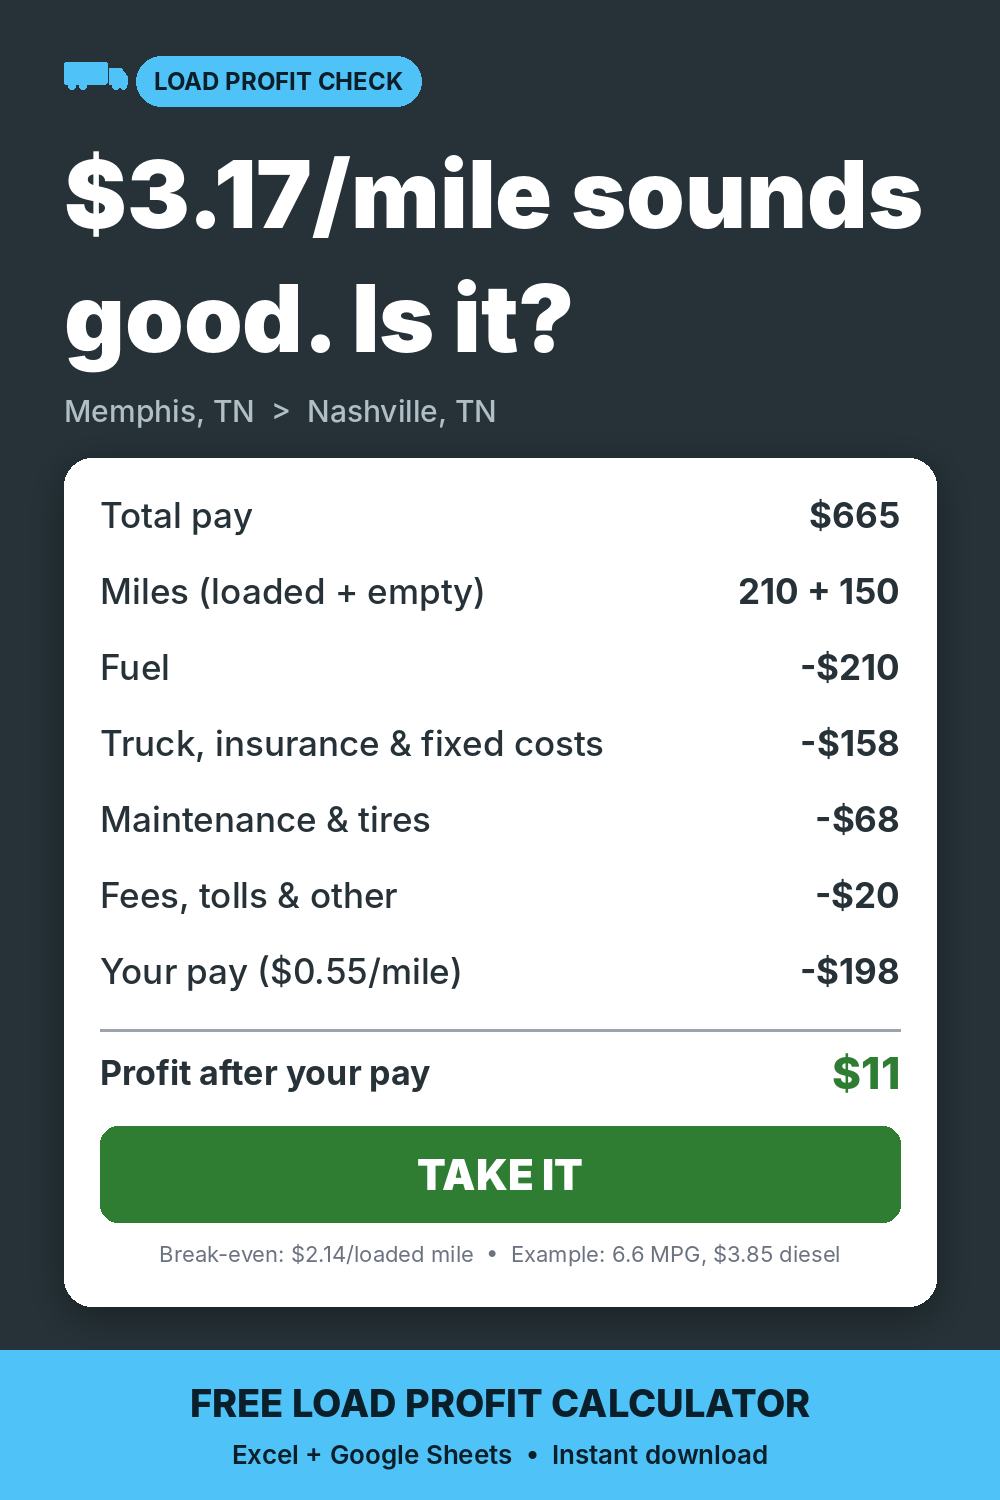 LOAD PROFIT CHECK
$3.17/mile sounds
good. Is it?
Memphis, TN > Nashville, TN
Total pay $665
Miles (loaded + empty) 210 + 150
Fuel -$210
Truck, insurance & fixed costs -$158
Maintenance & tires -$68
Fees, tolls & other -$20
Your pay ($0.55/mile) -$198
Profit after your pay $11
TAKE IT
Break-even: $2.14/loaded mile • Example: 6.6 MPG, $3.85 diesel
FREE LOAD PROFIT CALCULATOR
Excel + Google Sheets • Instant download